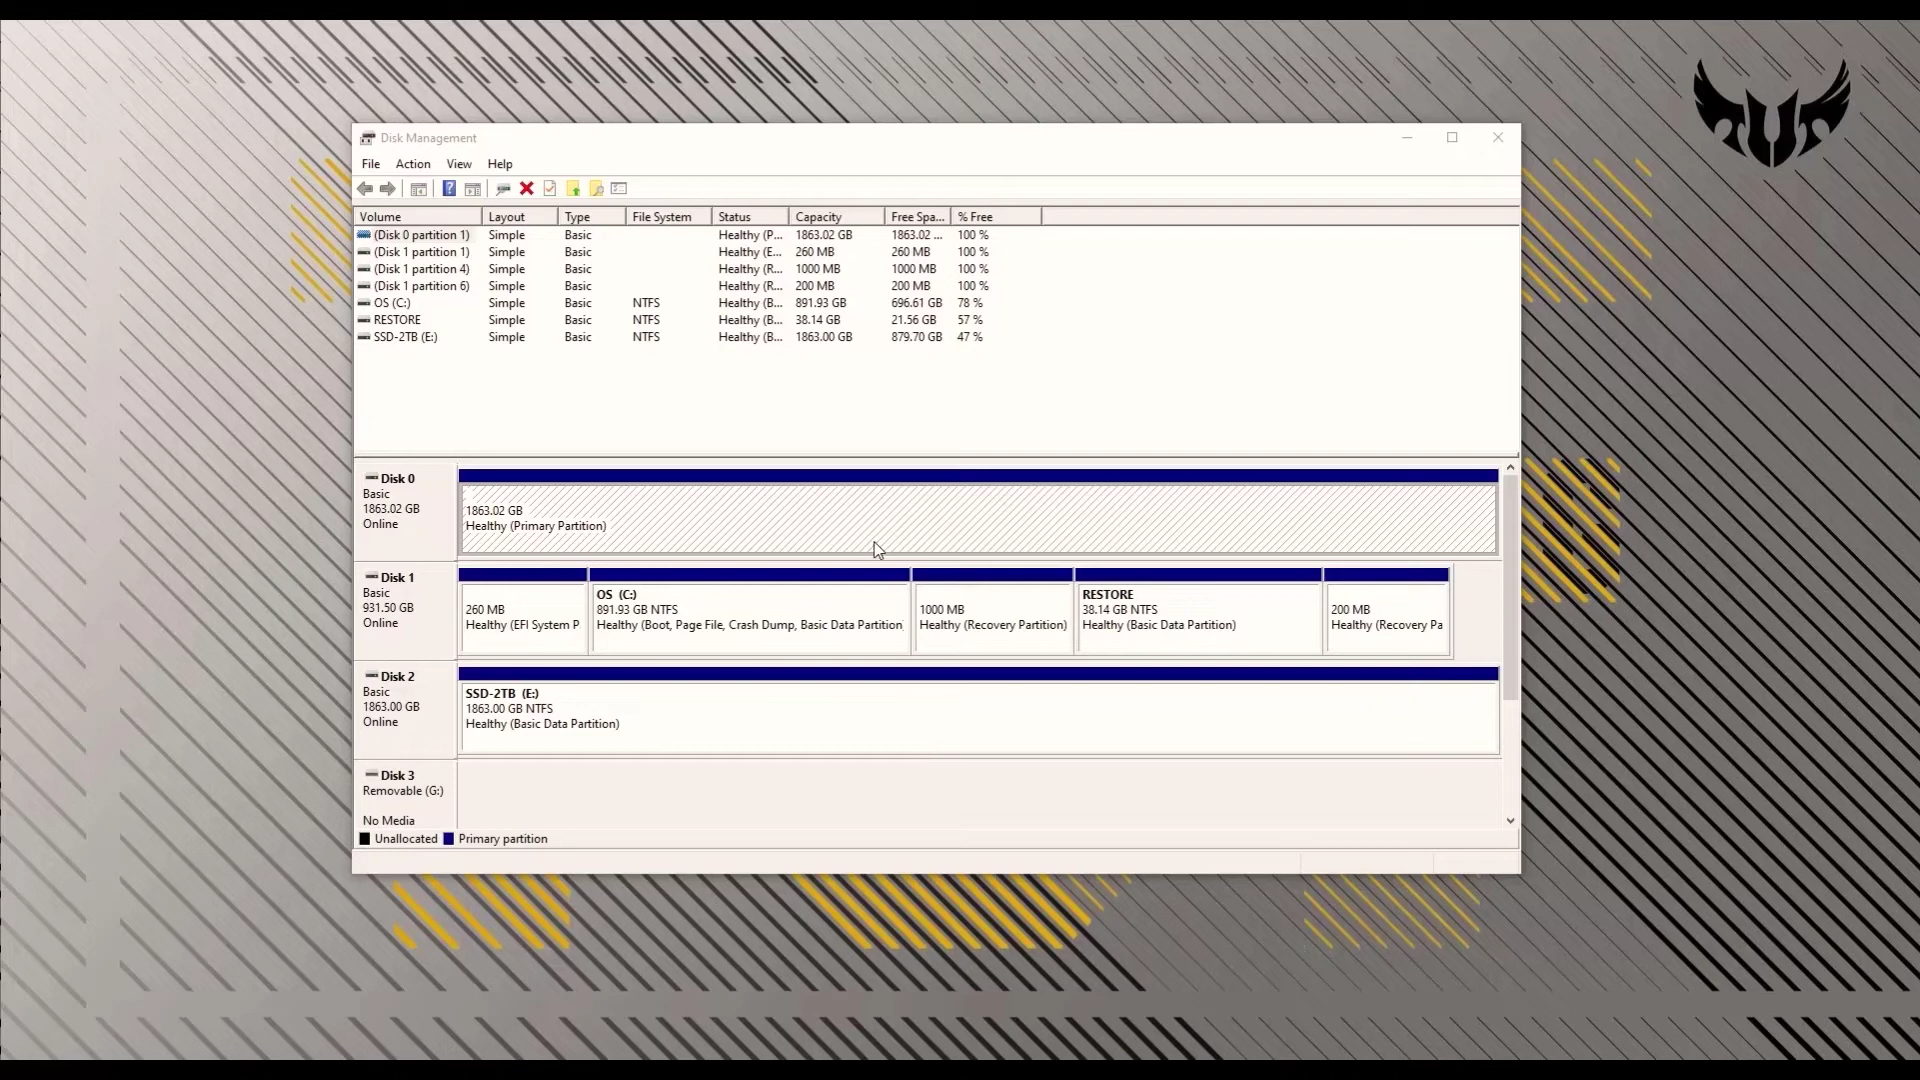 Disk Management
File Action View Help
Volume Layout Type File System Status Capacity Free Spa... % Free
(Disk 0 partition 1) Simple Basic Healthy (P... 1863.02 GB 1863.02 ... 100 %
(Disk 1 partition 1) Simple Basic Healthy (E... 260 MB 260 MB 100 %
(Disk 1 partition 4) Simple Basic Healthy (R... 1000 MB 1000 MB 100 %
(Disk 1 partition 6) Simple Basic Healthy (R... 200 MB 200 MB 100 %
OS (C:) Simple Basic NTFS Healthy (B... 891.93 GB 696.61 GB 78 %
RESTORE Simple Basic NTFS Healthy (B... 38.14 GB 21.56 GB 57 %
SSD-2TB (E:) Simple Basic NTFS Healthy (B... 1863.00 GB 879.70 GB 47 %
Disk 0
Basic
1863.02 GB
Online
1863.02 GB
Healthy (Primary Partition)
Disk 1
Basic
931.50 GB
Online
260 MB
Healthy (EFI System P
OS (C:)
891.93 GB NTFS
Healthy (Boot, Page File, Crash Dump, Basic Data Partition)
1000 MB
Healthy (Recovery Partition)
RESTORE
38.14 GB NTFS
Healthy (Basic Data Partition)
200 MB
Healthy (Recovery Pa
Disk 2
Basic
1863.00 GB
Online
SSD-2TB (E:)
1863.00 GB NTFS
Healthy (Basic Data Partition)
Disk 3
Removable (G:)
No Media
Unallocated Primary partition